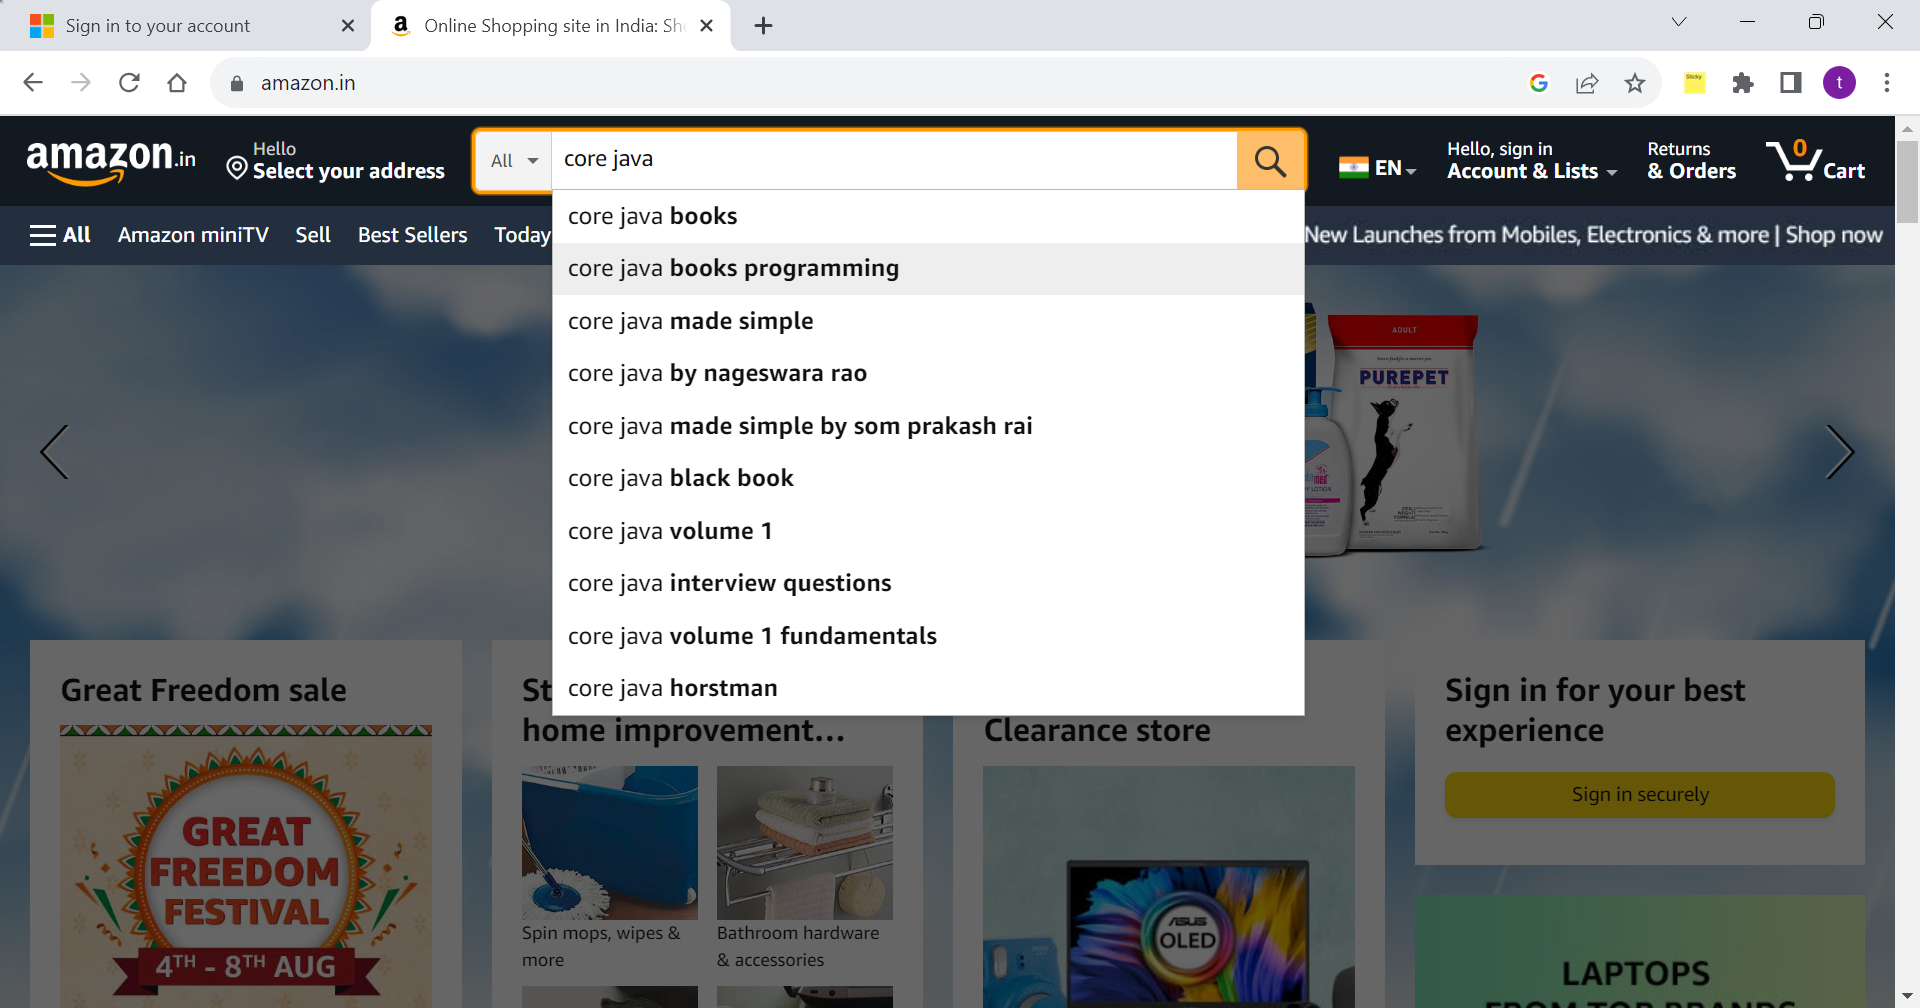 Sign in to your account
Online Shopping site in India: Sh
amazon.in
Sticky
t
amazon.in
Hello
Select your address
All
core java
EN
Hello, sign in
Account & Lists
Returns
& Orders
0
Cart
All
Amazon miniTV
Sell
Best Sellers
Today
New Launches from Mobiles, Electronics & more | Shop now
core java books
core java books programming
core java made simple
core java by nageswara rao
core java made simple by som prakash rai
core java black book
core java volume 1
core java interview questions
core java volume 1 fundamentals
core java horstman
ADULT
PUREPET
Great Freedom sale
St
home improvement...
Clearance store
Sign in for your best
experience
Sign in securely
GREAT
FREEDOM
FESTIVAL
4TH - 8TH AUG
Spin mops, wipes &
more
Bathroom hardware
& accessories
ASUS
OLED
LAPTOPS
FROM TOP BRANDS